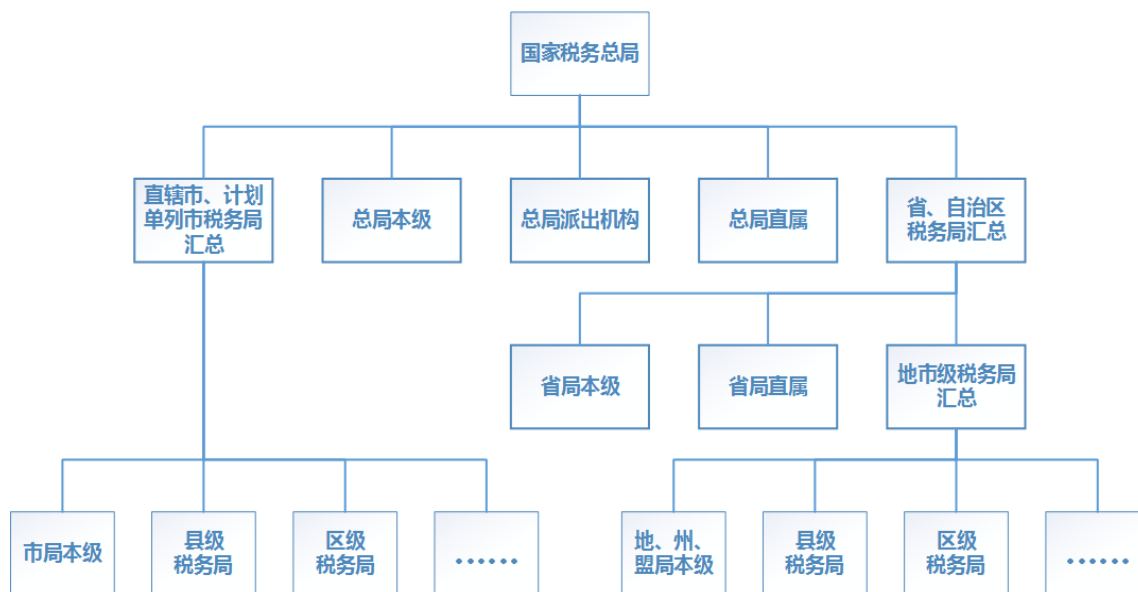 国家税务总局
直辖市、计划
单列市税务局
汇总
总局本级
总局派出机构
总局直属
省、自治区
税务局汇总
省局本级
省局直属
地市级税务局
汇总
市局本级
县级
税务局
区级
税务局
••••••
地、州、
盟局本级
县级
税务局
区级
税务局
••••••